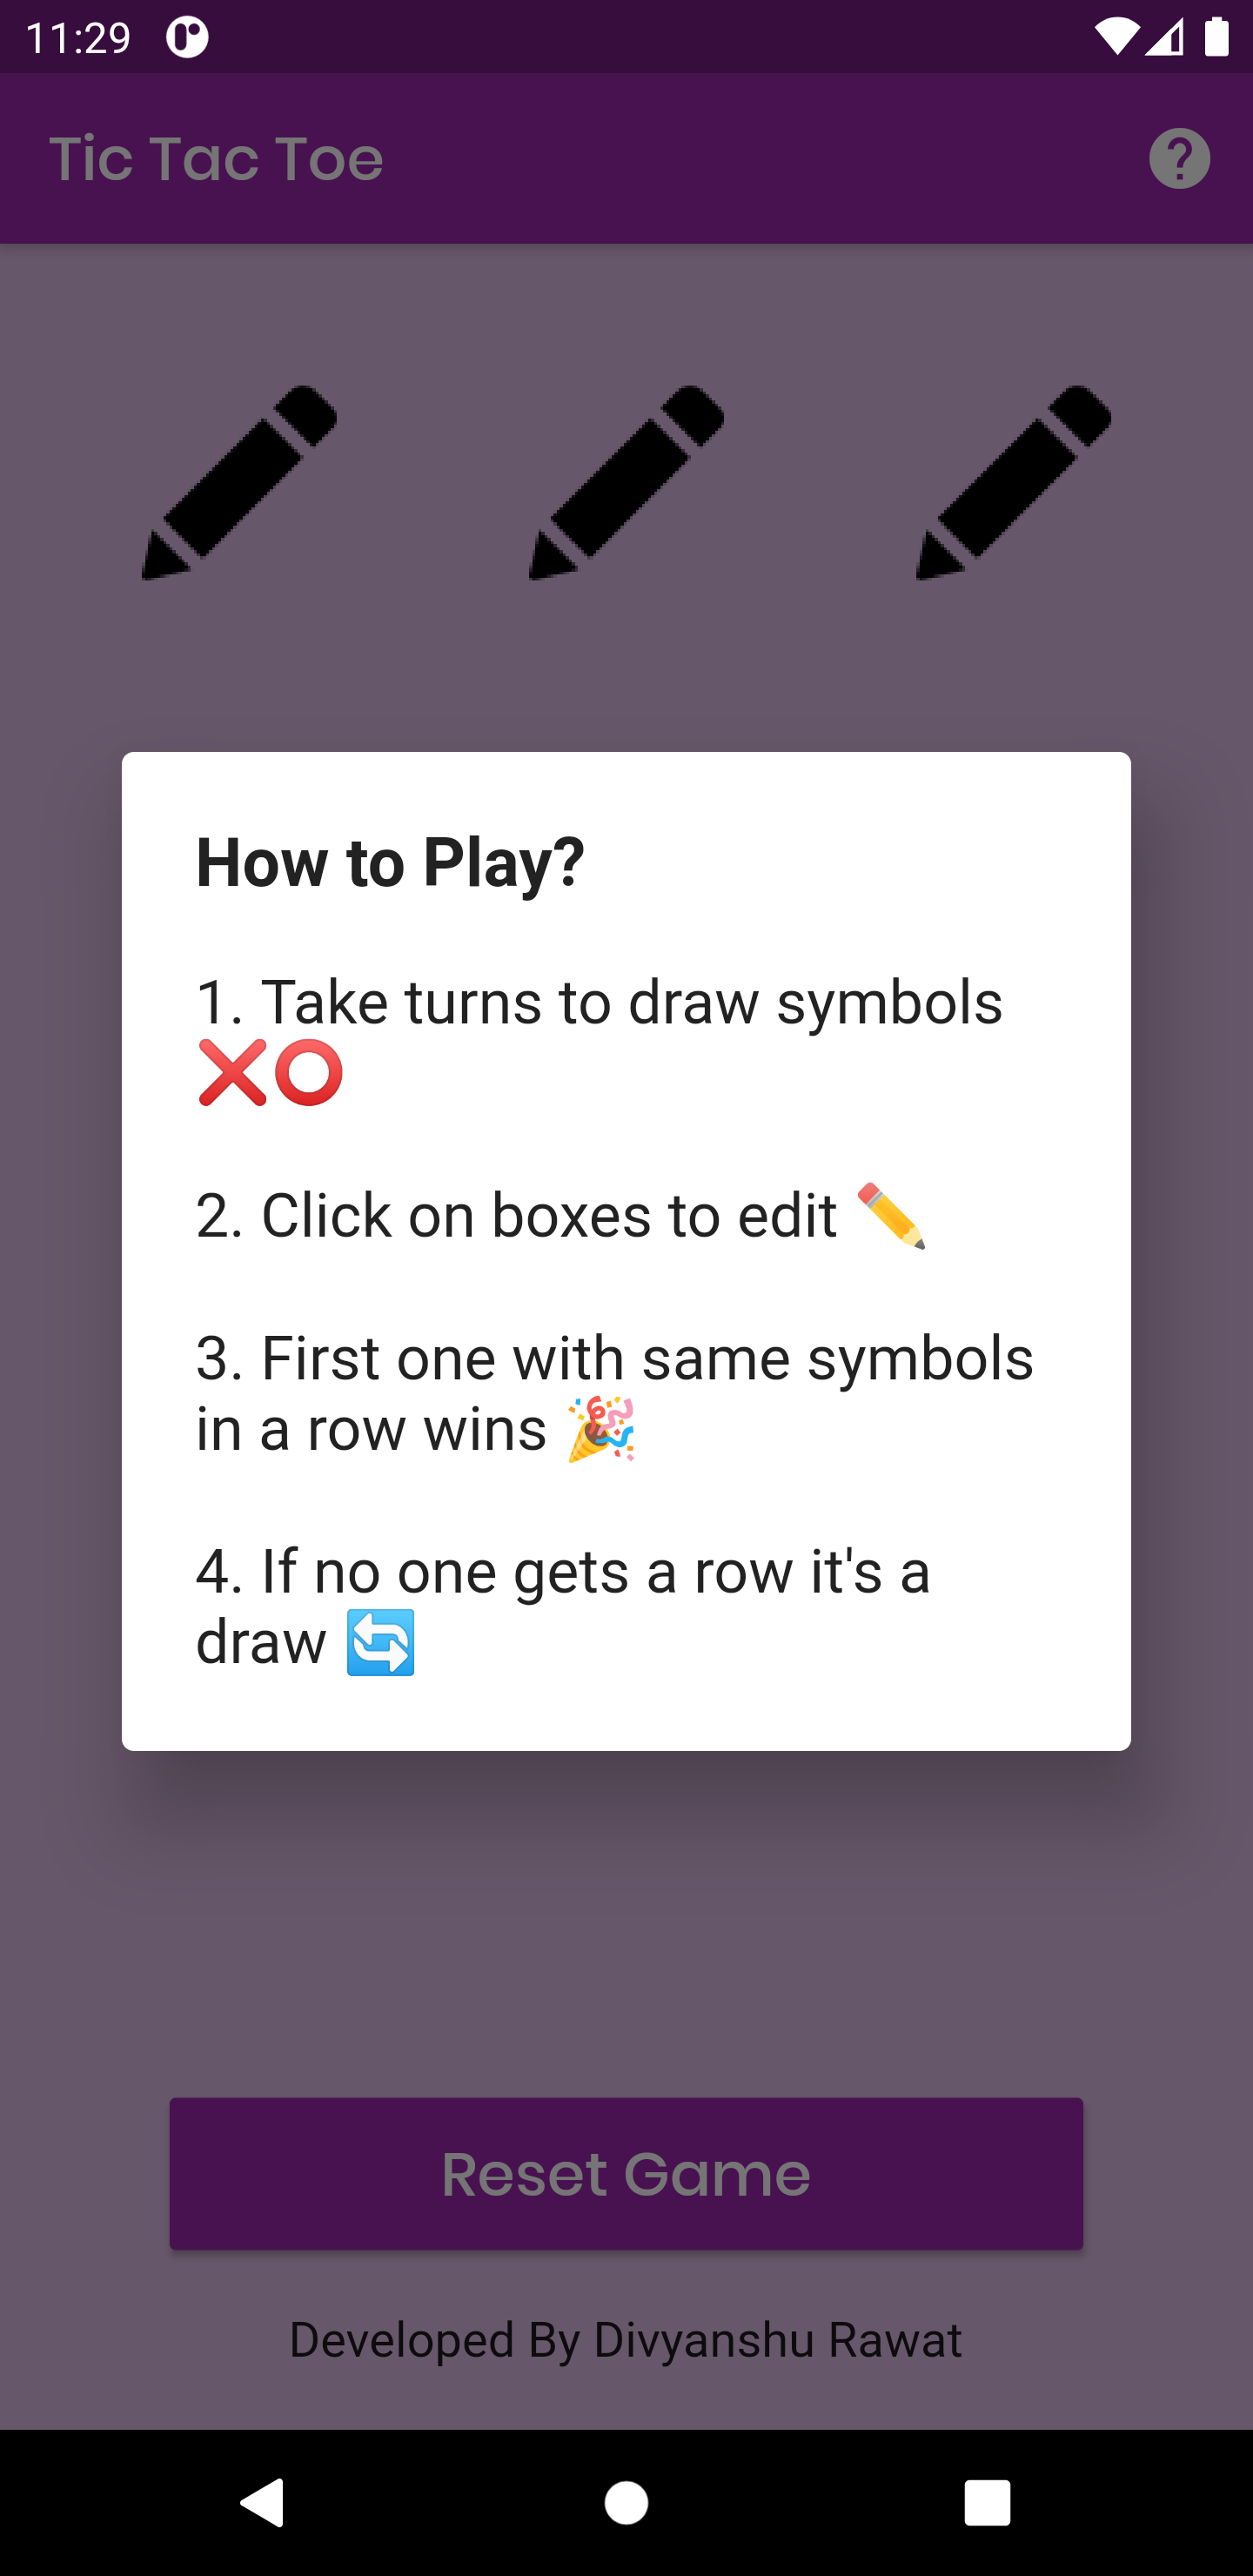 11:29
Tic Tac Toe
How to Play?
1. Take turns to draw symbols
❌⭕
2. Click on boxes to edit ✏️
3. First one with same symbols
in a row wins 🎉
4. If no one gets a row it's a
draw 🔄
Reset Game
Developed By Divyanshu Rawat